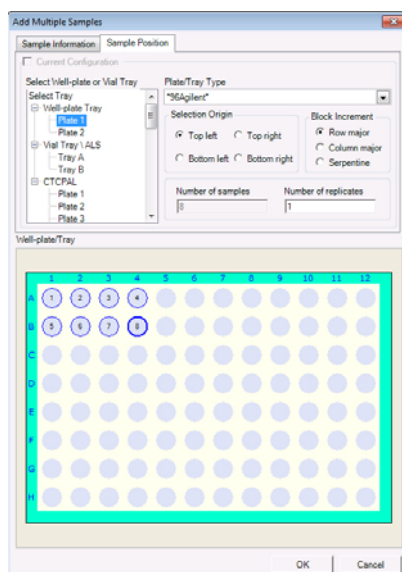 Add Multiple Samples
Sample Information Sample Position
Current Configuration
Select Well-plate or Vial Tray Plate/Tray Type
Select Tray
Well-plate Tray
Plate 1
Plate 2
Vial Tray \ ALS
Tray A
Tray B
CTCPAL
Plate 1
Plate 2
Plate 3
"96Agilent"
Selection Origin
Top left Top right
Bottom left Bottom right
Block Increment
Row major
Column major
Serpentine
Number of samples Number of replicates
8 1
Well-plate/Tray
1 2 3 4 5 6 7 8 9 10 11 12
A 1 2 3 4
B 5 6 7 8
C
D
E
F
G
H
OK Cancel